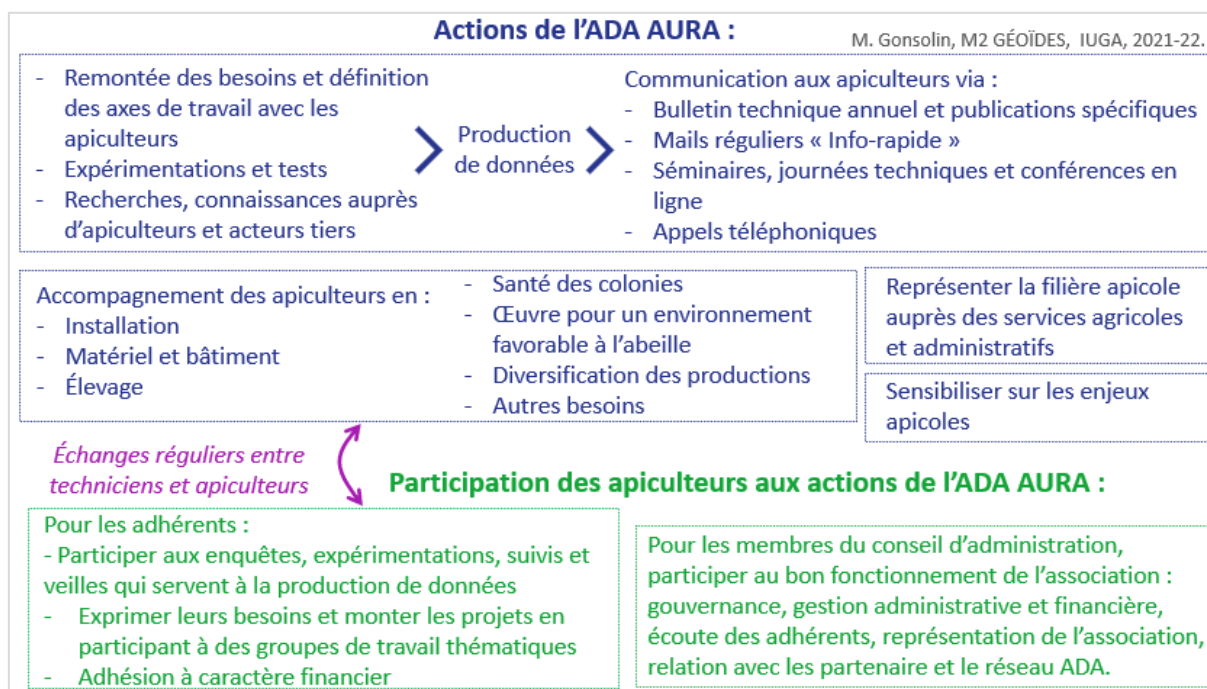 Actions de l'ADA AURA :
M. Gonsolin, M2 GÉOÏDES, IUGA, 2021-22.
- Remontée des besoins et définition
des axes de travail avec les
apiculteurs
- Expérimentations et tests
- Recherches, connaissances auprès
d'apiculteurs et acteurs tiers
Production
de données
Communication aux apiculteurs via :
- Bulletin technique annuel et publications spécifiques
- Mails réguliers « Info-rapide »
- Séminaires, journées techniques et conférences en
ligne
- Appels téléphoniques
Accompagnement des apiculteurs en :
- Installation
- Matériel et bâtiment
- Élevage
- Santé des colonies
- Œuvre pour un environnement
favorable à l'abeille
- Diversification des productions
- Autres besoins
Représenter la filière apicole
auprès des services agricoles
et administratifs
Sensibiliser sur les enjeux
apicoles
Échanges réguliers entre
techniciens et apiculteurs
Participation des apiculteurs aux actions de l'ADA AURA :
Pour les adhérents :
- Participer aux enquêtes, expérimentations, suivis et
veilles qui servent à la production de données
- Exprimer leurs besoins et monter les projets en
participant à des groupes de travail thématiques
- Adhésion à caractère financier
Pour les membres du conseil d'administration,
participer au bon fonctionnement de l'association :
gouvernance, gestion administrative et financière,
écoute des adhérents, représentation de l'association,
relation avec les partenaire et le réseau ADA.